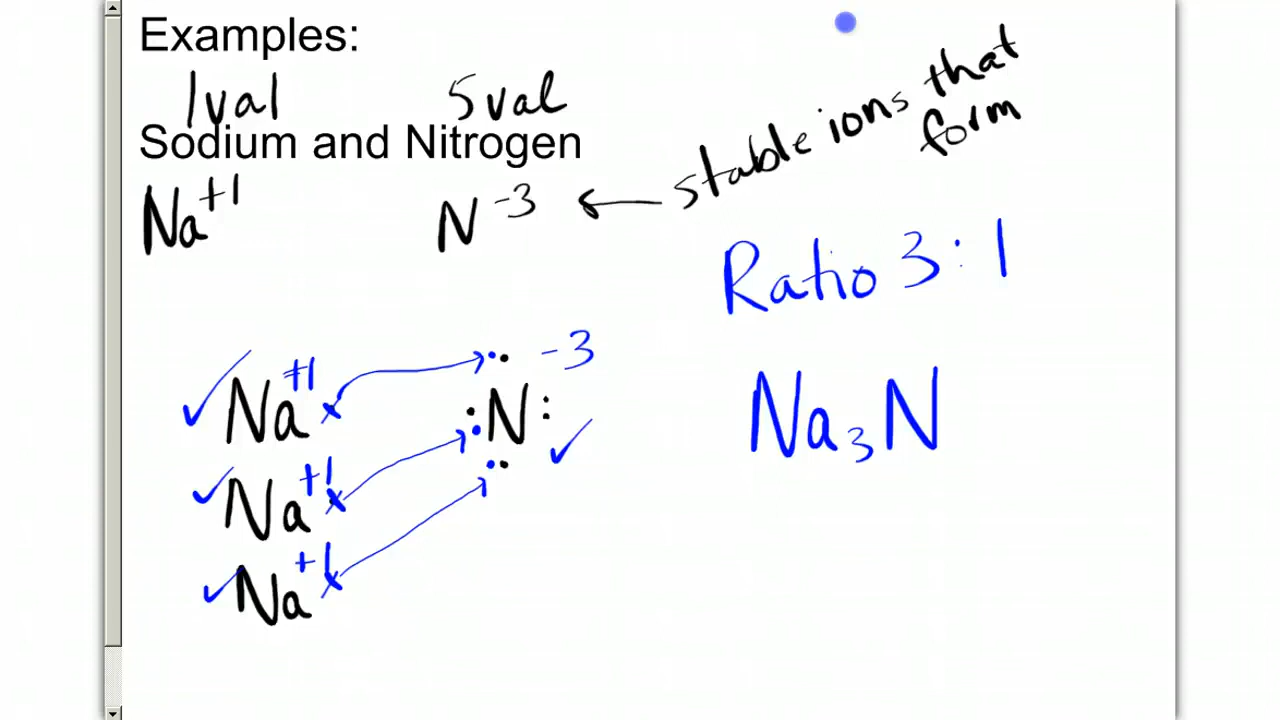 Examples:
1val 5val
Sodium and Nitrogen
Na+1 N-3 ← stable ions that form
Ratio 3:1
Na+1 N -3
Na+1
Na+1
Na3N